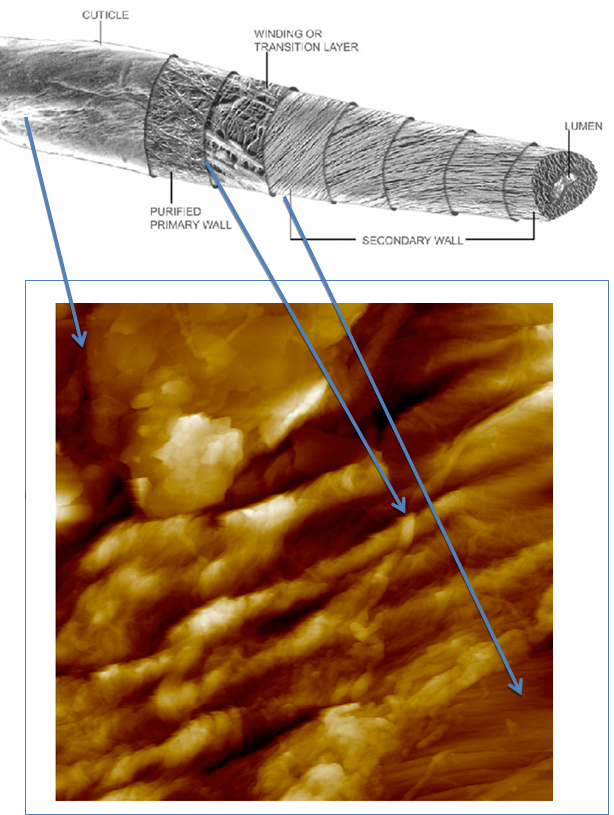 CUTICLE
WINDING OR
TRANSITION LAYER
LUMEN
PURIFIED
PRIMARY WALL
SECONDARY WALL